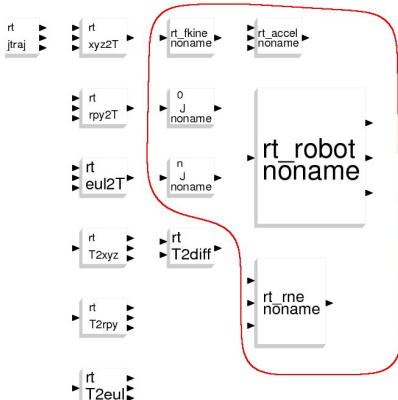 rt
jtraj
rt
xyz2T
rt_fkine
noname
rt_accel
noname
rt
rpy2T
0
J
noname
rt_robot
noname
rt
eul2T
n
J
noname
rt
T2xyz
rt
T2diff
rt_rne
noname
rt
T2rpy
rt
T2eul